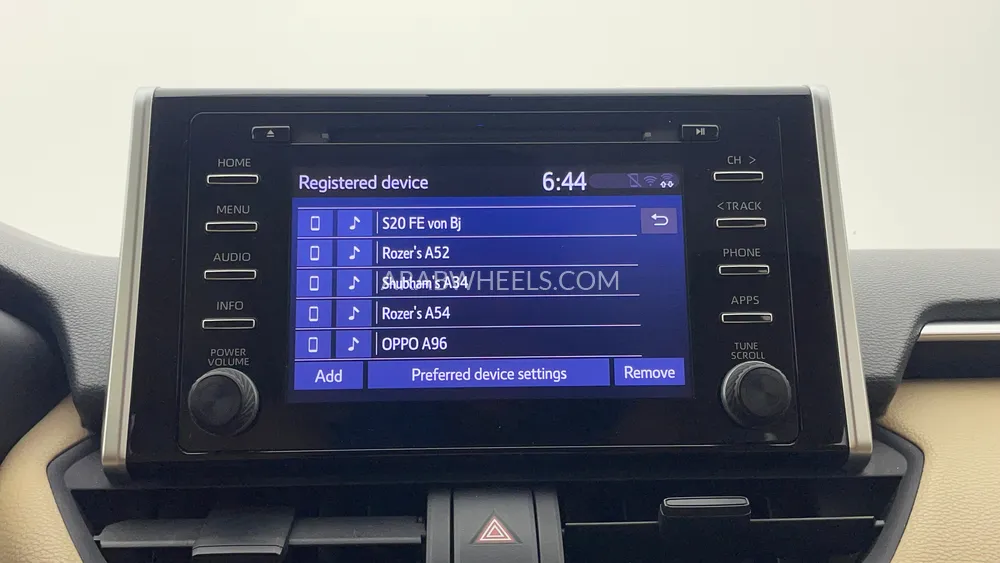 HOME
MENU
AUDIO
INFO
POWER
VOLUME
Registered device
6:44
S20 FE von Bj
Rozer's A52
Shubham's A34
Rozer's A54
OPPO A96
Add
Preferred device settings
Remove
ARABWHEELS.COM
CH >
< TRACK
PHONE
APPS
TUNE
SCROLL